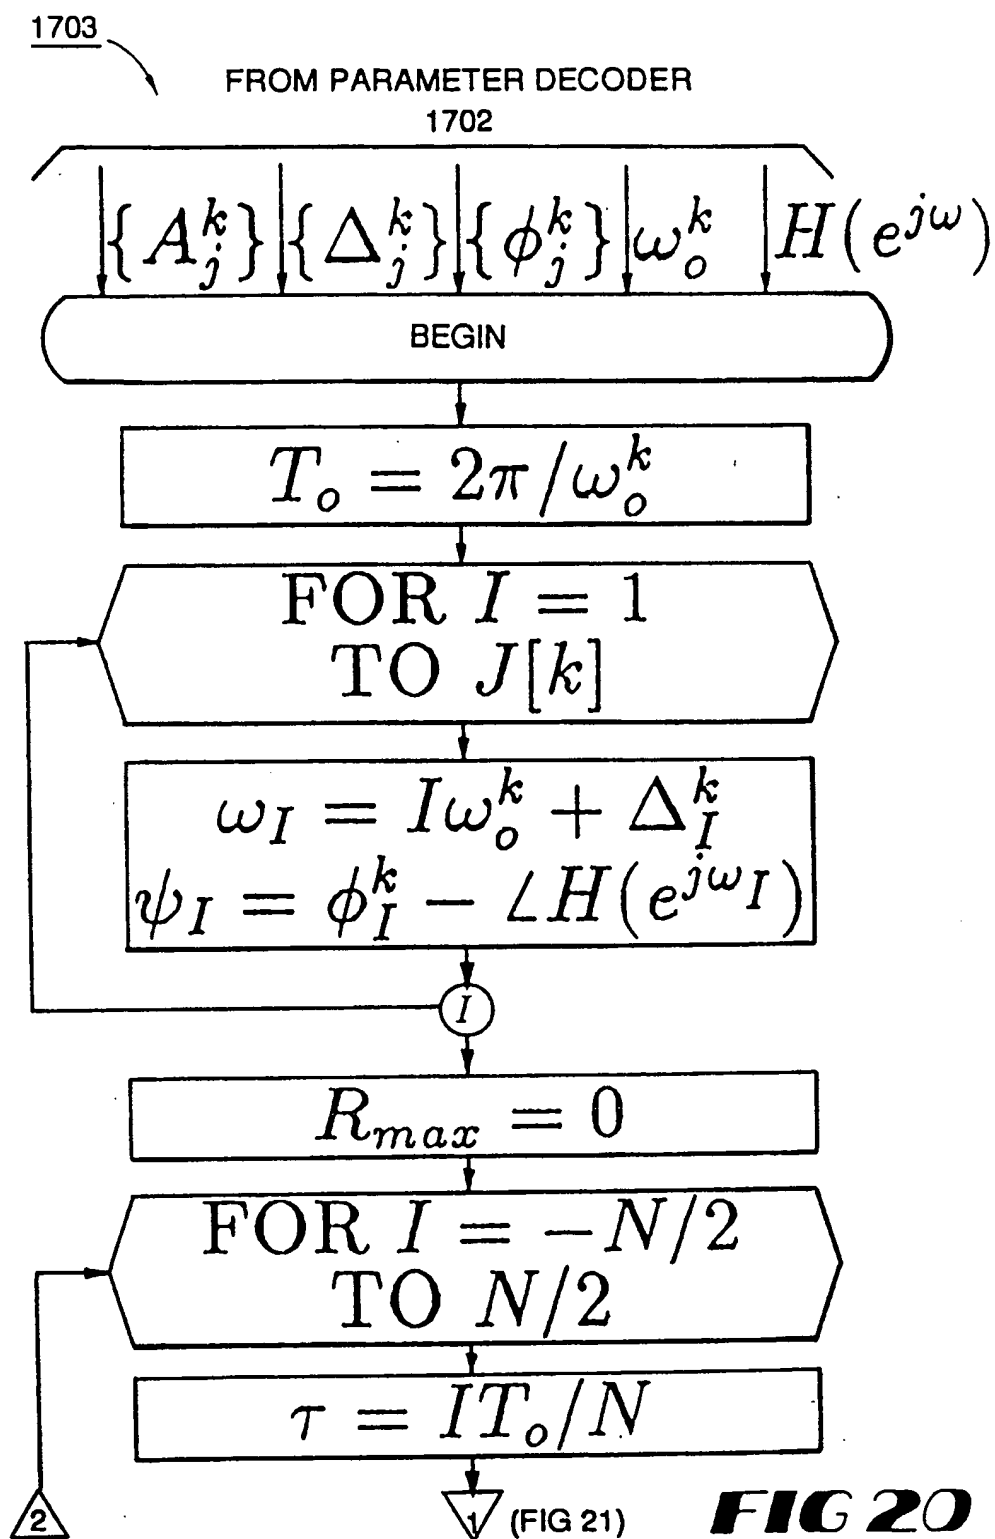 1703
FROM PARAMETER DECODER
1702
{A_j^k} {Δ_j^k} {ϕ_j^k} ω_o^k H(e^{jω})
BEGIN
T_o = 2π/ω_o^k
FOR I = 1
TO J[k]
ω_I = Iω_o^k + Δ_I^k
ψ_I = ϕ_I^k − ∠H(e^{jω_I})
I
R_max = 0
FOR I = −N/2
TO N/2
τ = IT_o/N
2
1 (FIG 21)
FIG 20